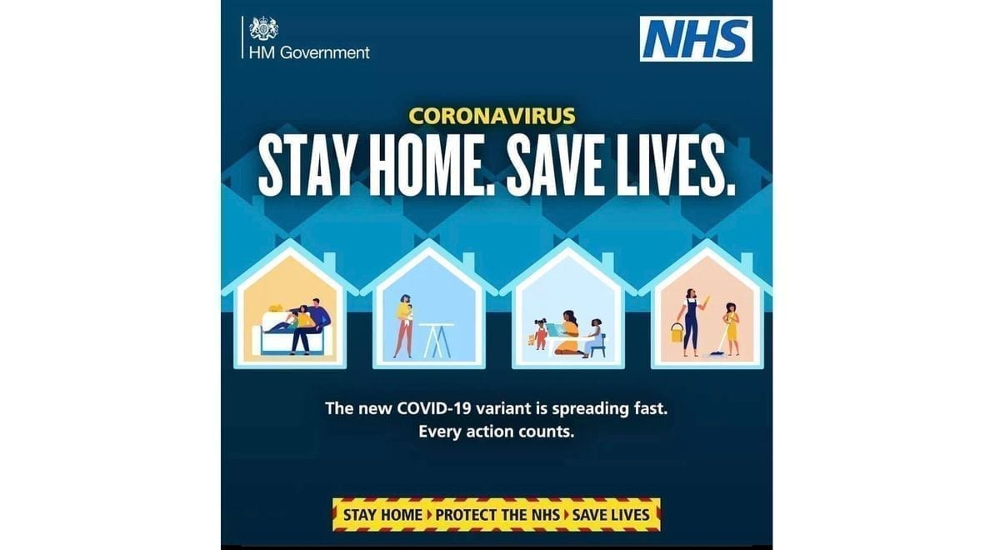 HM Government
NHS
CORONAVIRUS
STAY HOME. SAVE LIVES.
The new COVID-19 variant is spreading fast.
Every action counts.
STAY HOME PROTECT THE NHS SAVE LIVES